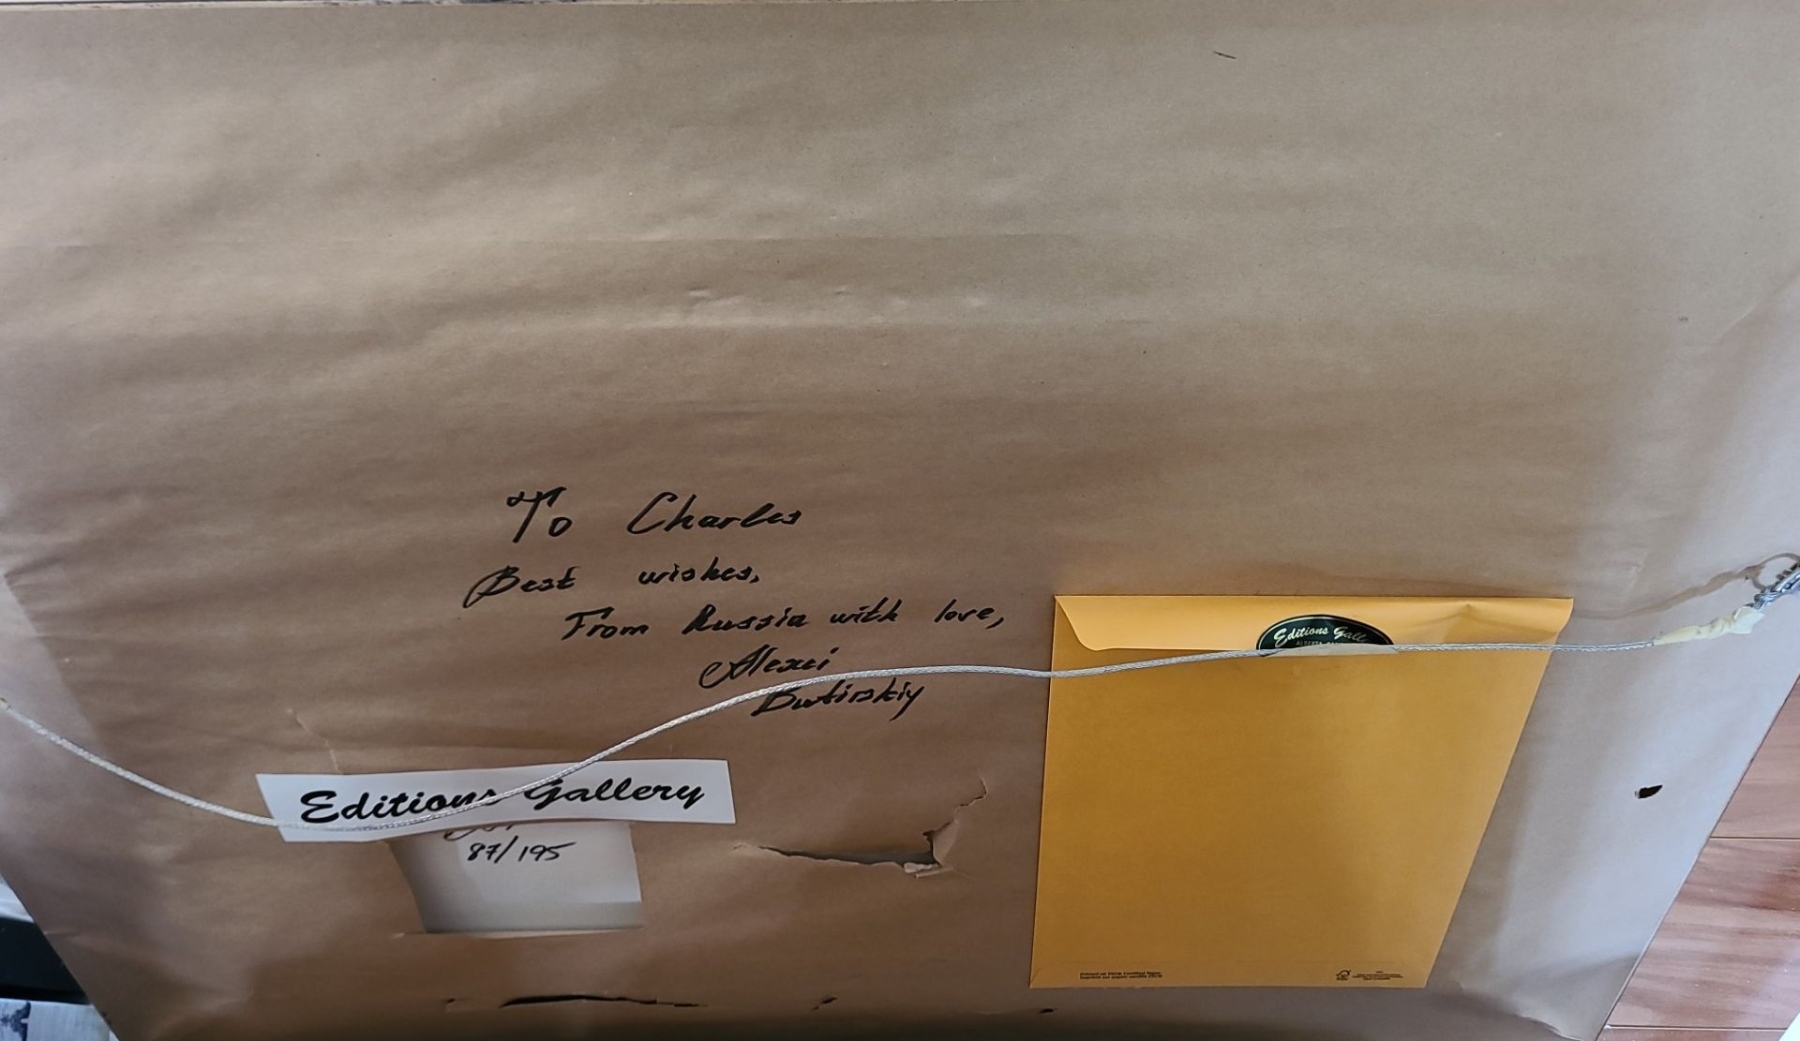 To Charles
Best wishes,
From Russia with love,
Alexei
Butirskiy
Editions Gallery
87/195
Editions Gall